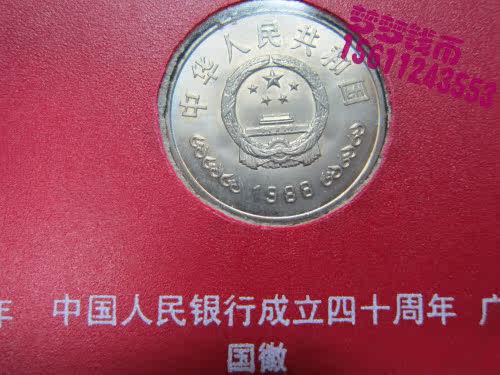 梦梦钱币
15611243553
中华人民共和国
1988
年 中国人民银行成立四十周年 广
国徽